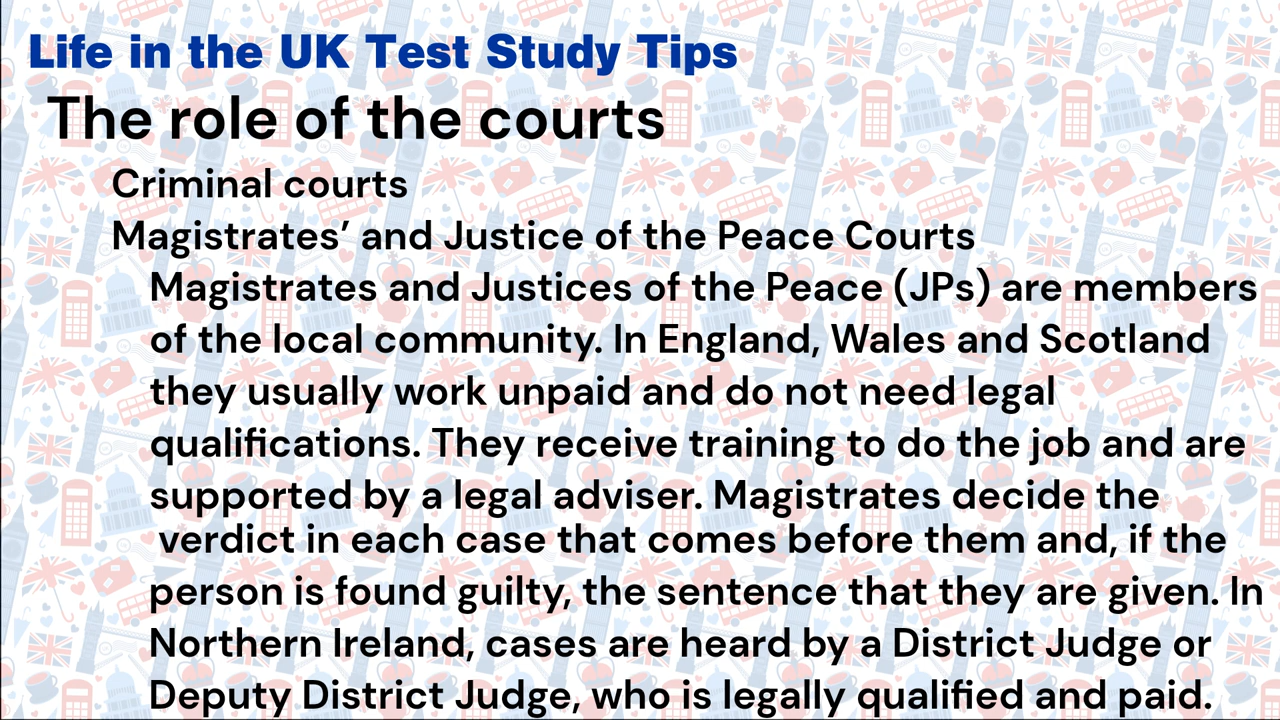 Life in the UK Test Study Tips
The role of the courts
Criminal courts
Magistrates’ and Justice of the Peace Courts
Magistrates and Justices of the Peace (JPs) are members
of the local community. In England, Wales and Scotland
they usually work unpaid and do not need legal
qualifications. They receive training to do the job and are
supported by a legal adviser. Magistrates decide the
verdict in each case that comes before them and, if the
person is found guilty, the sentence that they are given. In
Northern Ireland, cases are heard by a District Judge or
Deputy District Judge, who is legally qualified and paid.